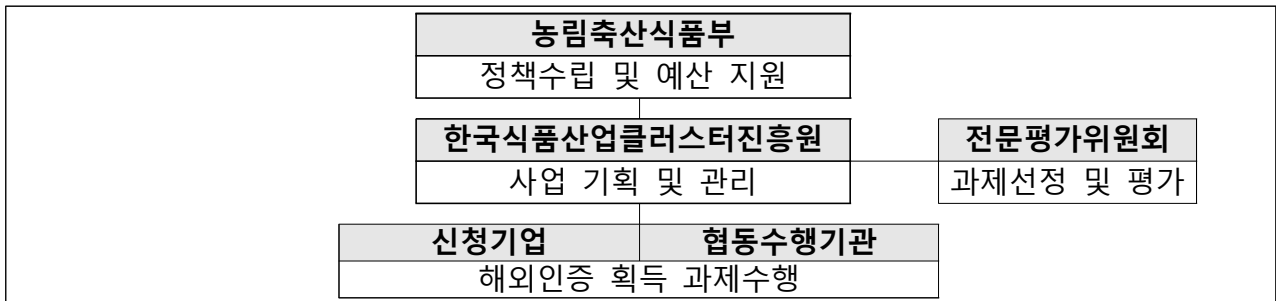 농림축산식품부
정책수립 및 예산 지원
한국식품산업클러스터진흥원 전문평가위원회
사업 기획 및 관리 과제선정 및 평가
신청기업 협동수행기관
해외인증 획득 과제수행